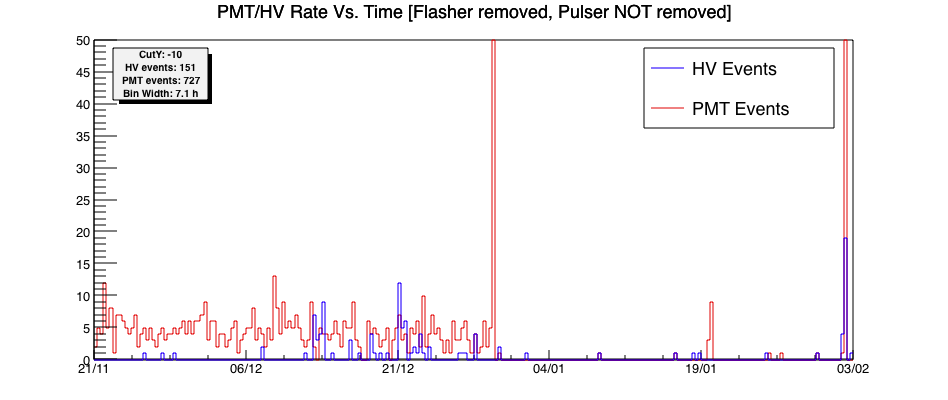 PMT/HV Rate Vs. Time [Flasher removed, Pulser NOT removed]
CutY: -10
HV events: 151
PMT events: 727
Bin Width: 7.1 h
HV Events
PMT Events
50
45
40
35
30
25
20
15
10
5
0
21/11 06/12 21/12 04/01 19/01 03/02